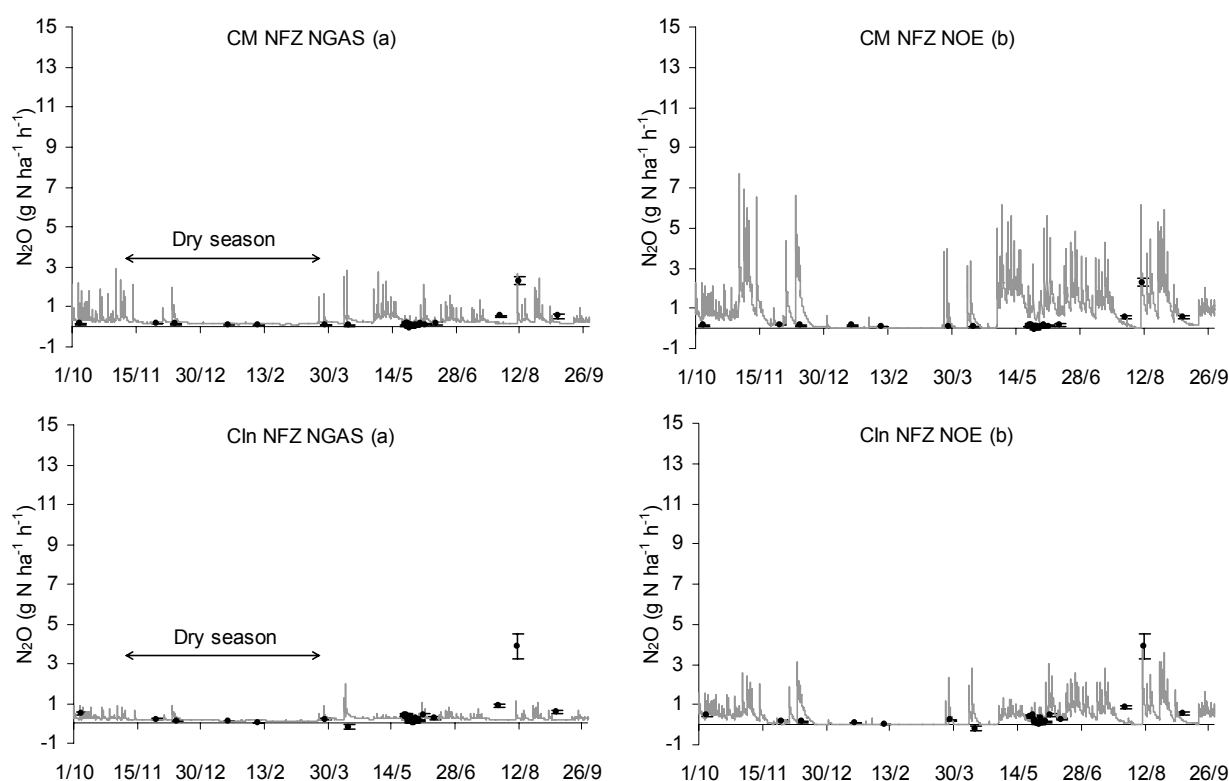 CM NFZ NGAS (a)
N₂O (g N ha⁻¹ h⁻¹)
15
13
11
9
7
5
3
1
-1
Dry season
1/10 15/11 30/12 13/2 30/3 14/5 28/6 12/8 26/9
CM NFZ NOE (b)
N₂O (g N ha⁻¹ h⁻¹)
15
13
11
9
7
5
3
1
-1
1/10 15/11 30/12 13/2 30/3 14/5 28/6 12/8 26/9
Cln NFZ NGAS (a)
N₂O (g N ha⁻¹ h⁻¹)
15
13
11
9
7
5
3
1
-1
Dry season
1/10 15/11 30/12 13/2 30/3 14/5 28/6 12/8 26/9
Cln NFZ NOE (b)
N₂O (g N ha⁻¹ h⁻¹)
15
13
11
9
7
5
3
1
-1
1/10 15/11 30/12 13/2 30/3 14/5 28/6 12/8 26/9